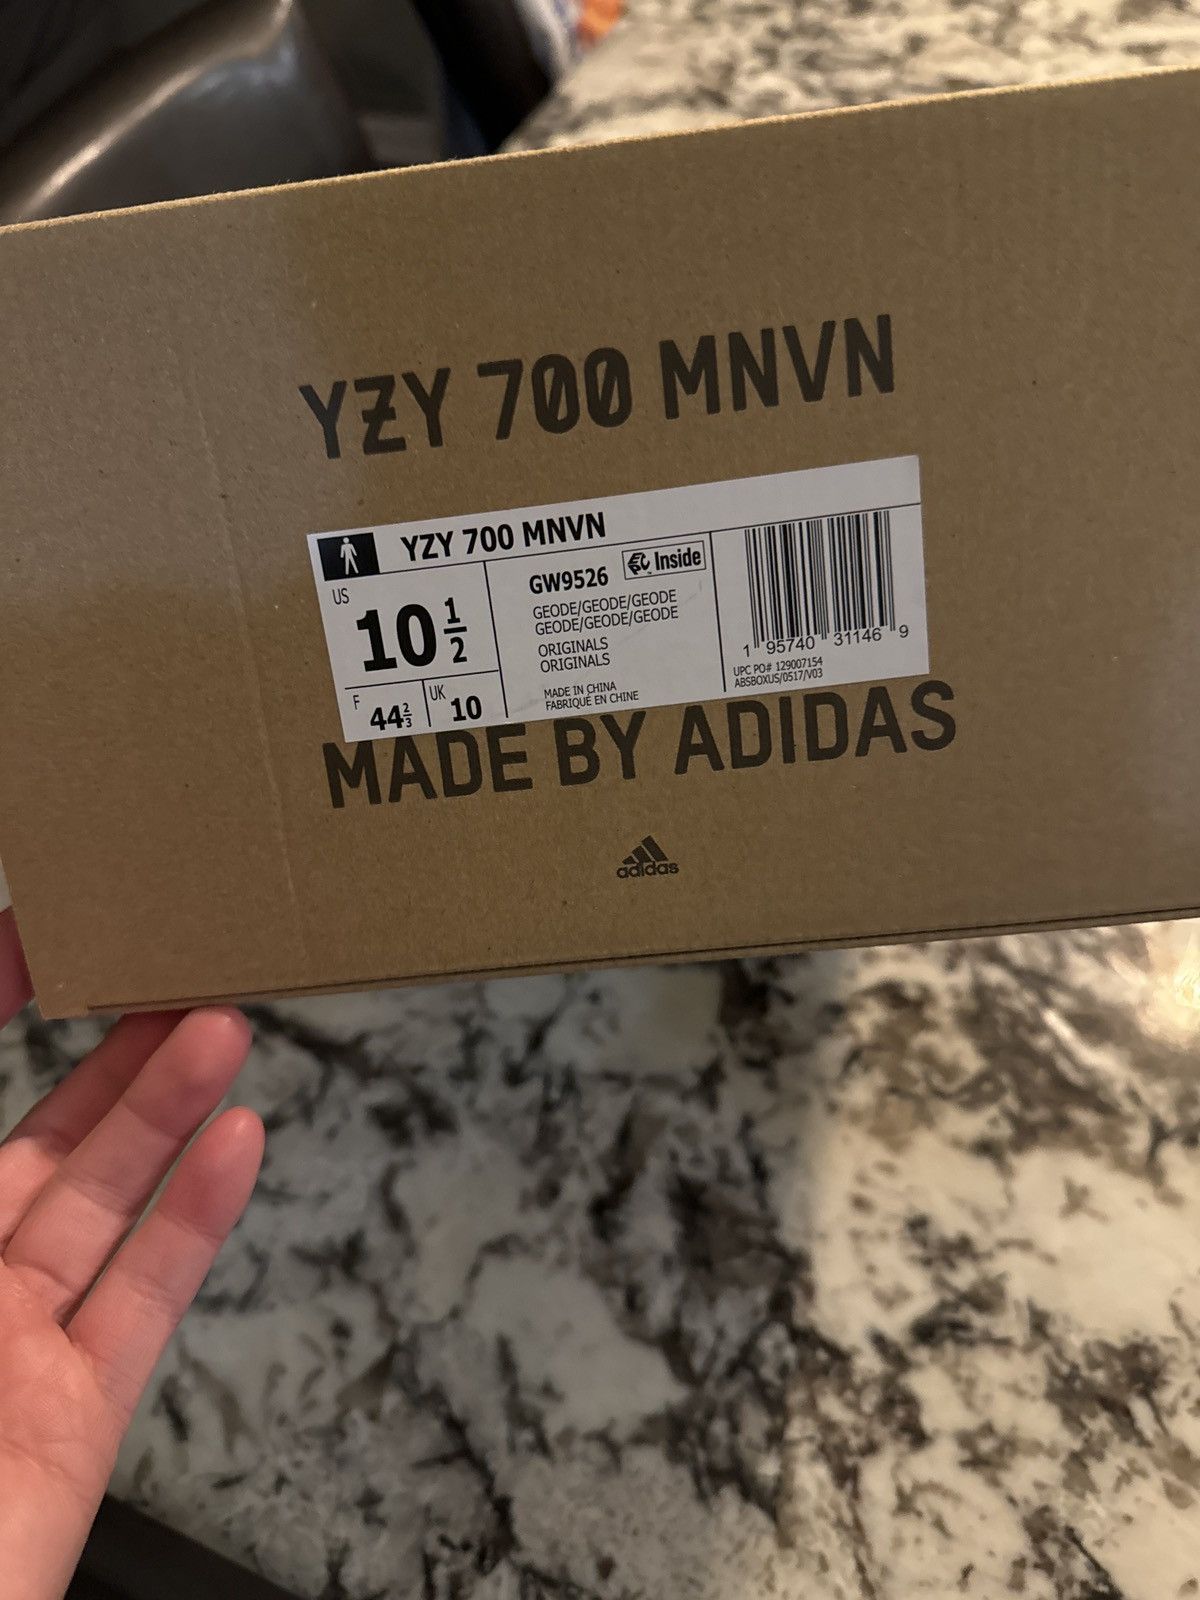 YZY 700 MNVN
YZY 700 MNVN
US
10 1/2
F
44 2/3
UK
10
GW9526
Inside
GEODE/GEODE/GEODE
GEODE/GEODE/GEODE
ORIGINALS
ORIGINALS
MADE IN CHINA
FABRIQUÉ EN CHINE
1 95740 31146 9
UPC PO# 129007154
ABSBOXUS/0517/V03
MADE BY ADIDAS
adidas